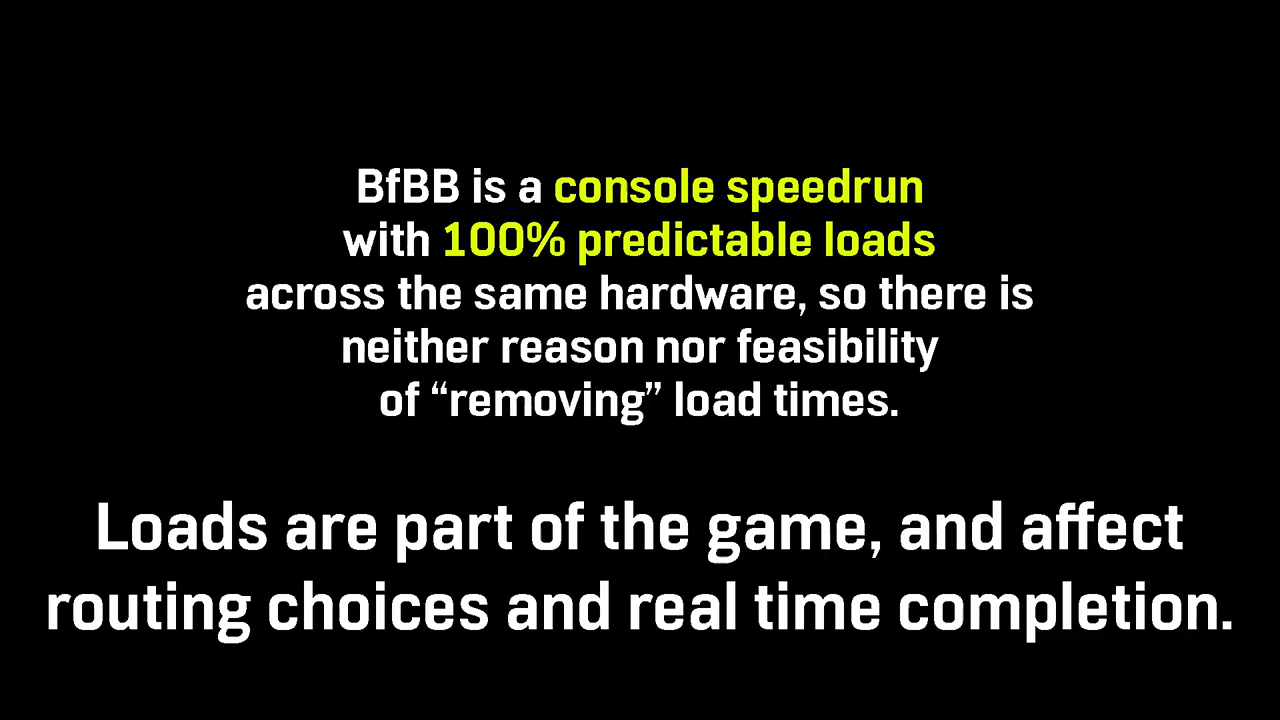 BfBB is a console speedrun
with 100% predictable loads
across the same hardware, so there is
neither reason nor feasibility
of “removing” load times.
Loads are part of the game, and affect
routing choices and real time completion.